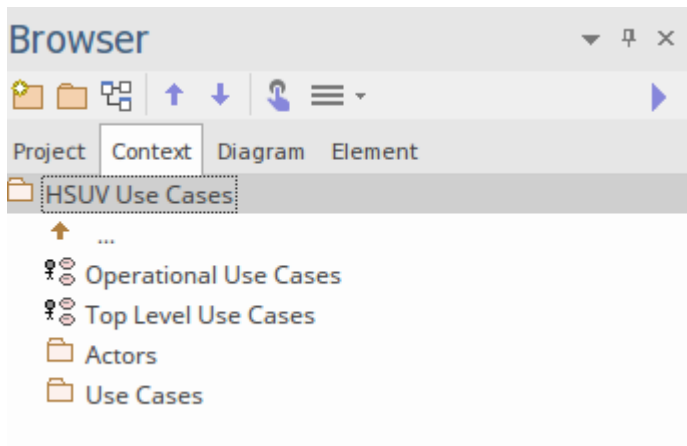 Browser
Project Context Diagram Element
HSUV Use Cases
...
Operational Use Cases
Top Level Use Cases
Actors
Use Cases